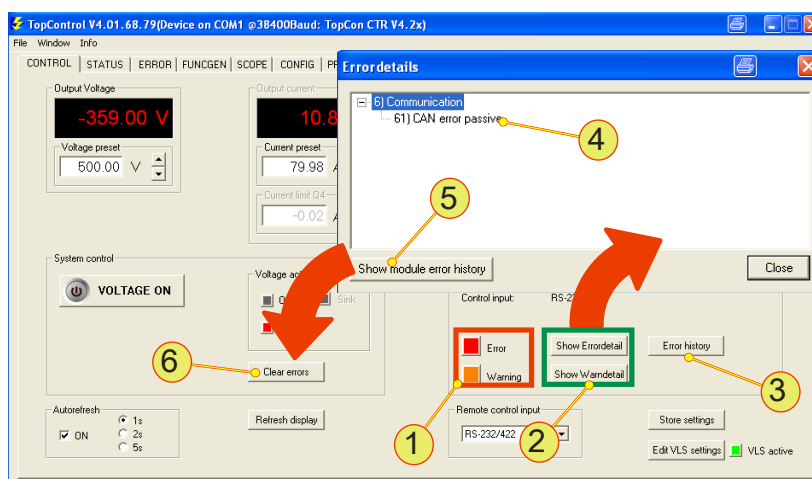 TopControl V4.01.68.79(Device on COM1 @38400Baud: TopCon CTR V4.2x)
File Window Info
CONTROL STATUS ERROR FUNCGEN SCOPE CONFIG
Errordetails
6) Communication
61) CAN error passive
4
5
Show module error history
Close
Output Voltage
-359.00 V
Voltage preset
500.00 V
Output current
10.8
Current preset
79.98
Current limit Q4
-0.02
System control
VOLTAGE ON
Sink
6
Clear errors
Control input:
Error
Warning
1
Show Errordetail
Show Warndetail
2
Error history
3
Autorefresh
ON
1s
2s
5s
Refresh display
Remote control input
RS-232/422
Store settings
Edit VLS settings
VLS active